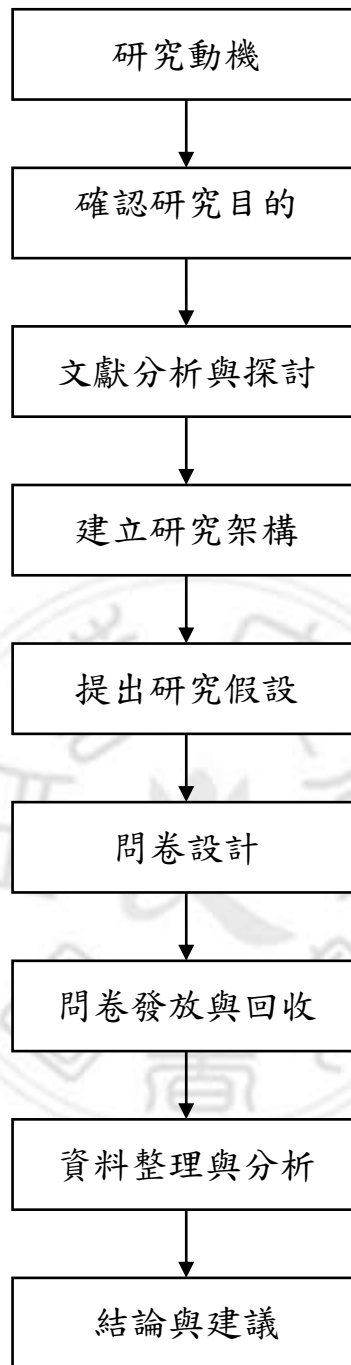 研究動機
確認研究目的
文獻分析與探討
建立研究架構
提出研究假設
問卷設計
問卷發放與回收
資料整理與分析
結論與建議